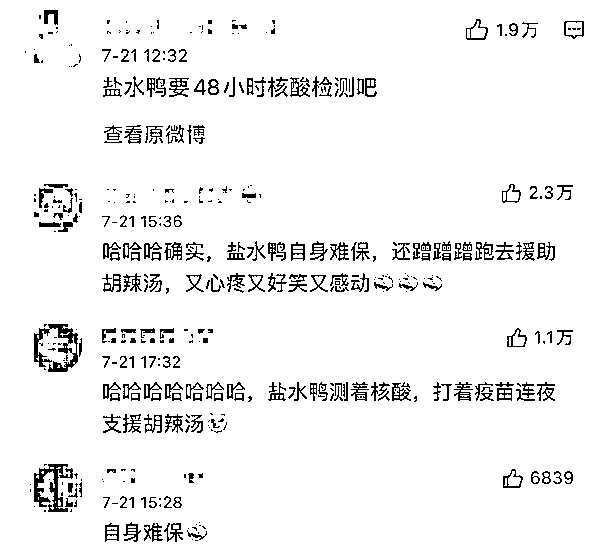 1.9万
7-21 12:32
盐水鸭要48小时核酸检测吧
查看原微博
2.3万
7-21 15:36
哈哈哈确实，盐水鸭自身难保，还蹭蹭蹭跑去援助
胡辣汤，又心疼又好笑又感动
1.1万
7-21 17:32
哈哈哈哈哈哈哈，盐水鸭测着核酸，打着疫苗连夜
支援胡辣汤
6839
7-21 15:28
自身难保